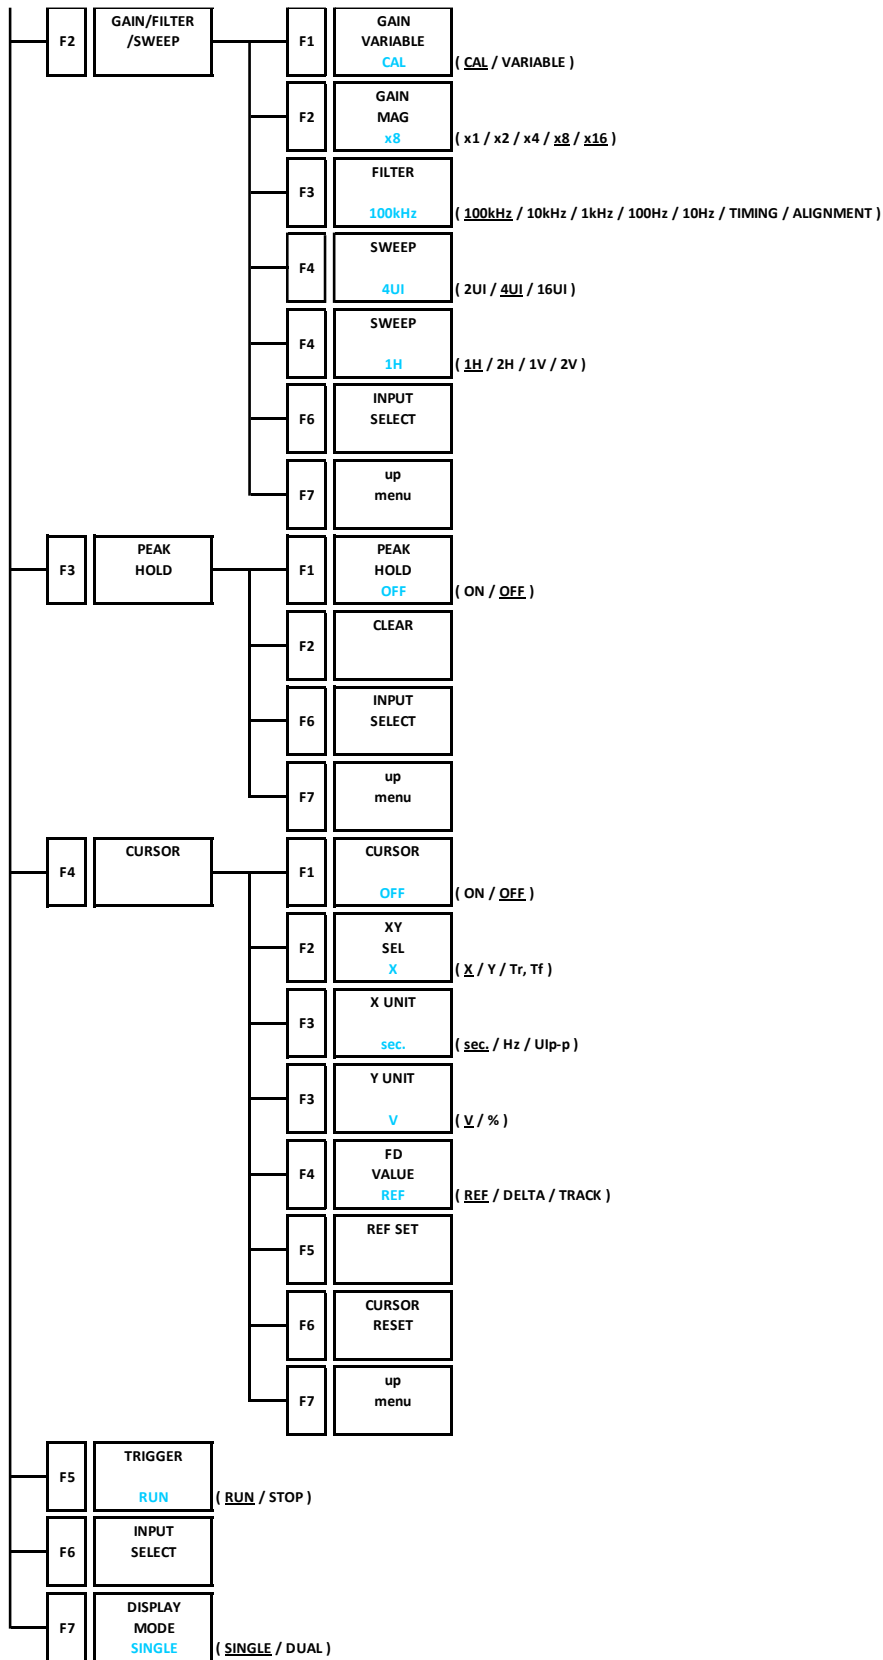 F2
GAIN/FILTER
/SWEEP
F1
GAIN
VARIABLE
CAL
( CAL / VARIABLE )
F2
GAIN
MAG
x8
( x1 / x2 / x4 / x8 / x16 )
F3
FILTER
100kHz
( 100kHz / 10kHz / 1kHz / 100Hz / 10Hz / TIMING / ALIGNMENT )
F4
SWEEP
4UI
( 2UI / 4UI / 16UI )
F4
SWEEP
1H
( 1H / 2H / 1V / 2V )
F6
INPUT
SELECT
F7
up
menu
F3
PEAK
HOLD
F1
PEAK
HOLD
OFF
( ON / OFF )
F2
CLEAR
F6
INPUT
SELECT
F7
up
menu
F4
CURSOR
F1
CURSOR
OFF
( ON / OFF )
F2
XY
SEL
X
( X / Y / Tr, Tf )
F3
X UNIT
sec.
( sec. / Hz / UIp-p )
F3
Y UNIT
V
( V / % )
F4
FD
VALUE
REF
( REF / DELTA / TRACK )
F5
REF SET
F6
CURSOR
RESET
F7
up
menu
F5
TRIGGER
RUN
( RUN / STOP )
F6
INPUT
SELECT
F7
DISPLAY
MODE
SINGLE
( SINGLE / DUAL )